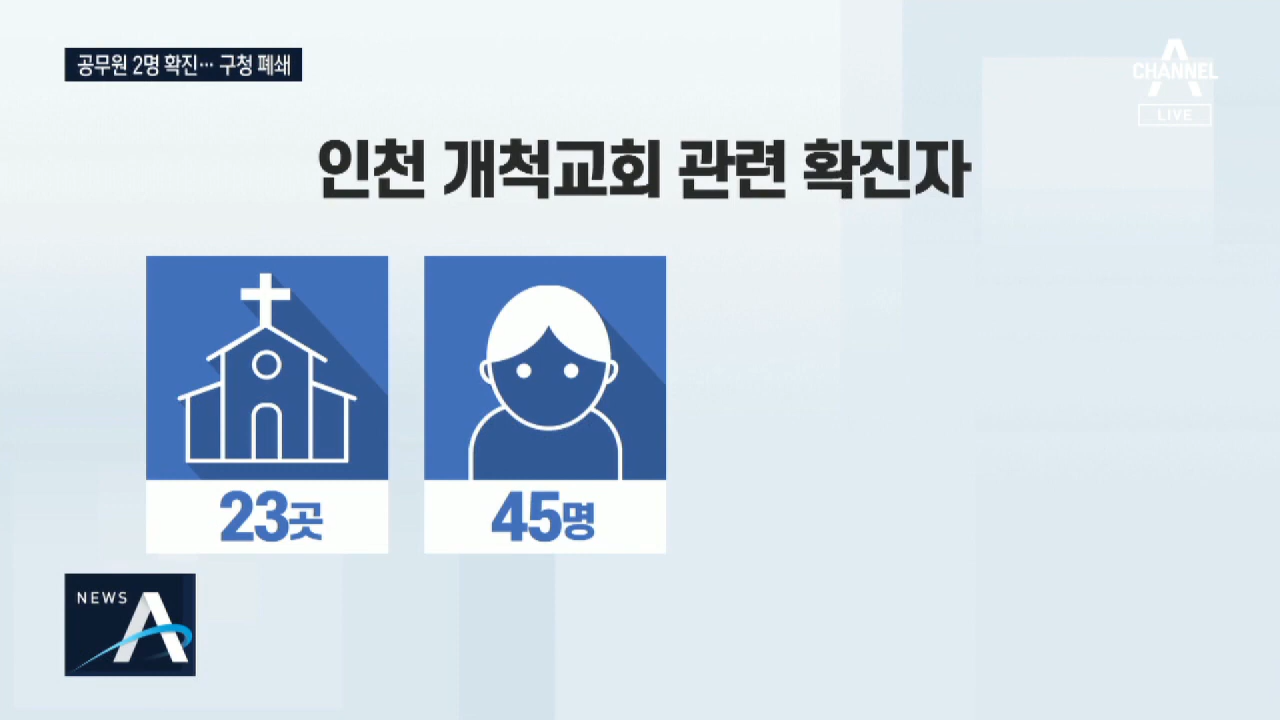 공무원 2명 확진… 구청 폐쇄
CHANNEL A
LIVE
인천 개척교회 관련 확진자
23곳
45명
NEWS A